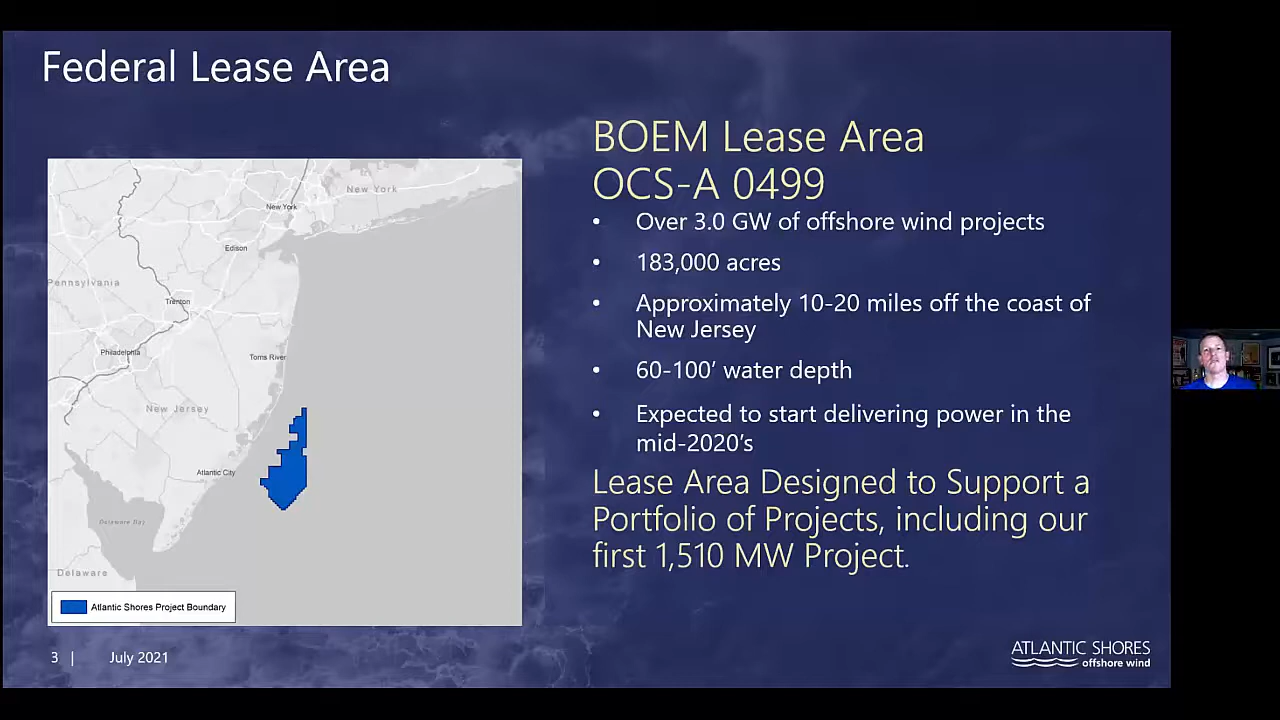 Federal Lease Area
New York
New York
Edison
Pennsylvania
Trenton
Philadelphia
Toms River
New Jersey
Atlantic City
Delaware Bay
Delaware
Atlantic Shores Project Boundary
BOEM Lease Area
OCS-A 0499
• Over 3.0 GW of offshore wind projects
• 183,000 acres
• Approximately 10-20 miles off the coast of
New Jersey
• 60-100’ water depth
• Expected to start delivering power in the
mid-2020’s
Lease Area Designed to Support a
Portfolio of Projects, including our
first 1,510 MW Project.
3 | July 2021
ATLANTIC SHORES
offshore wind